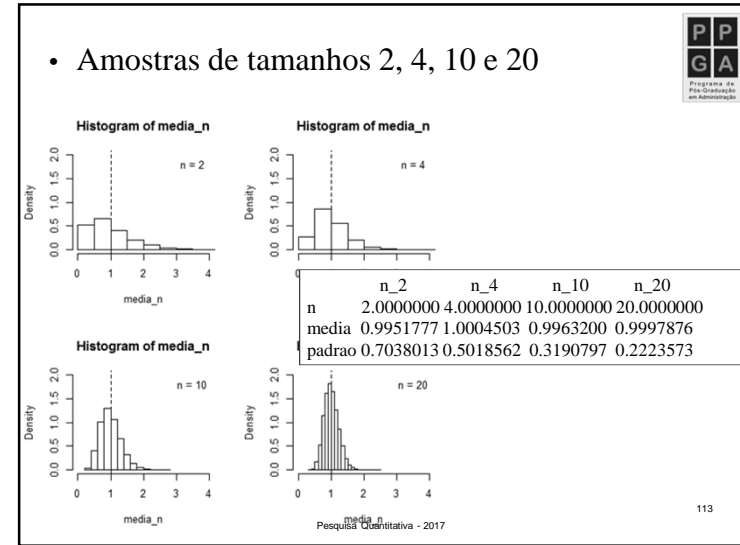 • Amostras de tamanhos 2, 4, 10 e 20
P P
G A
Programa de
Pós-Graduação
em Administração
Histogram of media_n
n = 2
Density
0.0 0.5 1.0 1.5 2.0
0 1 2 3 4
media_n
Histogram of media_n
n = 4
Density
0.0 0.5 1.0 1.5 2.0
0 1 2 3 4
n_2 n_4 n_10 n_20
n 2.0000000 4.0000000 10.0000000 20.0000000
media 0.9951777 1.0004503 0.9963200 0.9997876
padrao 0.7038013 0.5018562 0.3190797 0.2223573
Histogram of media_n
n = 10
Density
0.0 0.5 1.0 1.5 2.0
0 1 2 3 4
media_n
n = 20
Density
0.0 0.5 1.0 1.5 2.0
0 1 2 3 4
media_n
Pesquisa Quantitativa - 2017
113